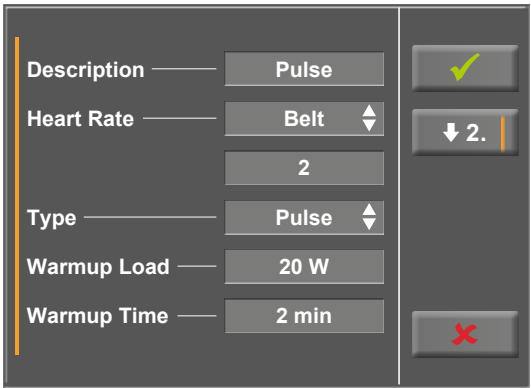 Description Pulse
Heart Rate Belt
2.
2
Type Pulse
Warmup Load 20 W
Warmup Time 2 min